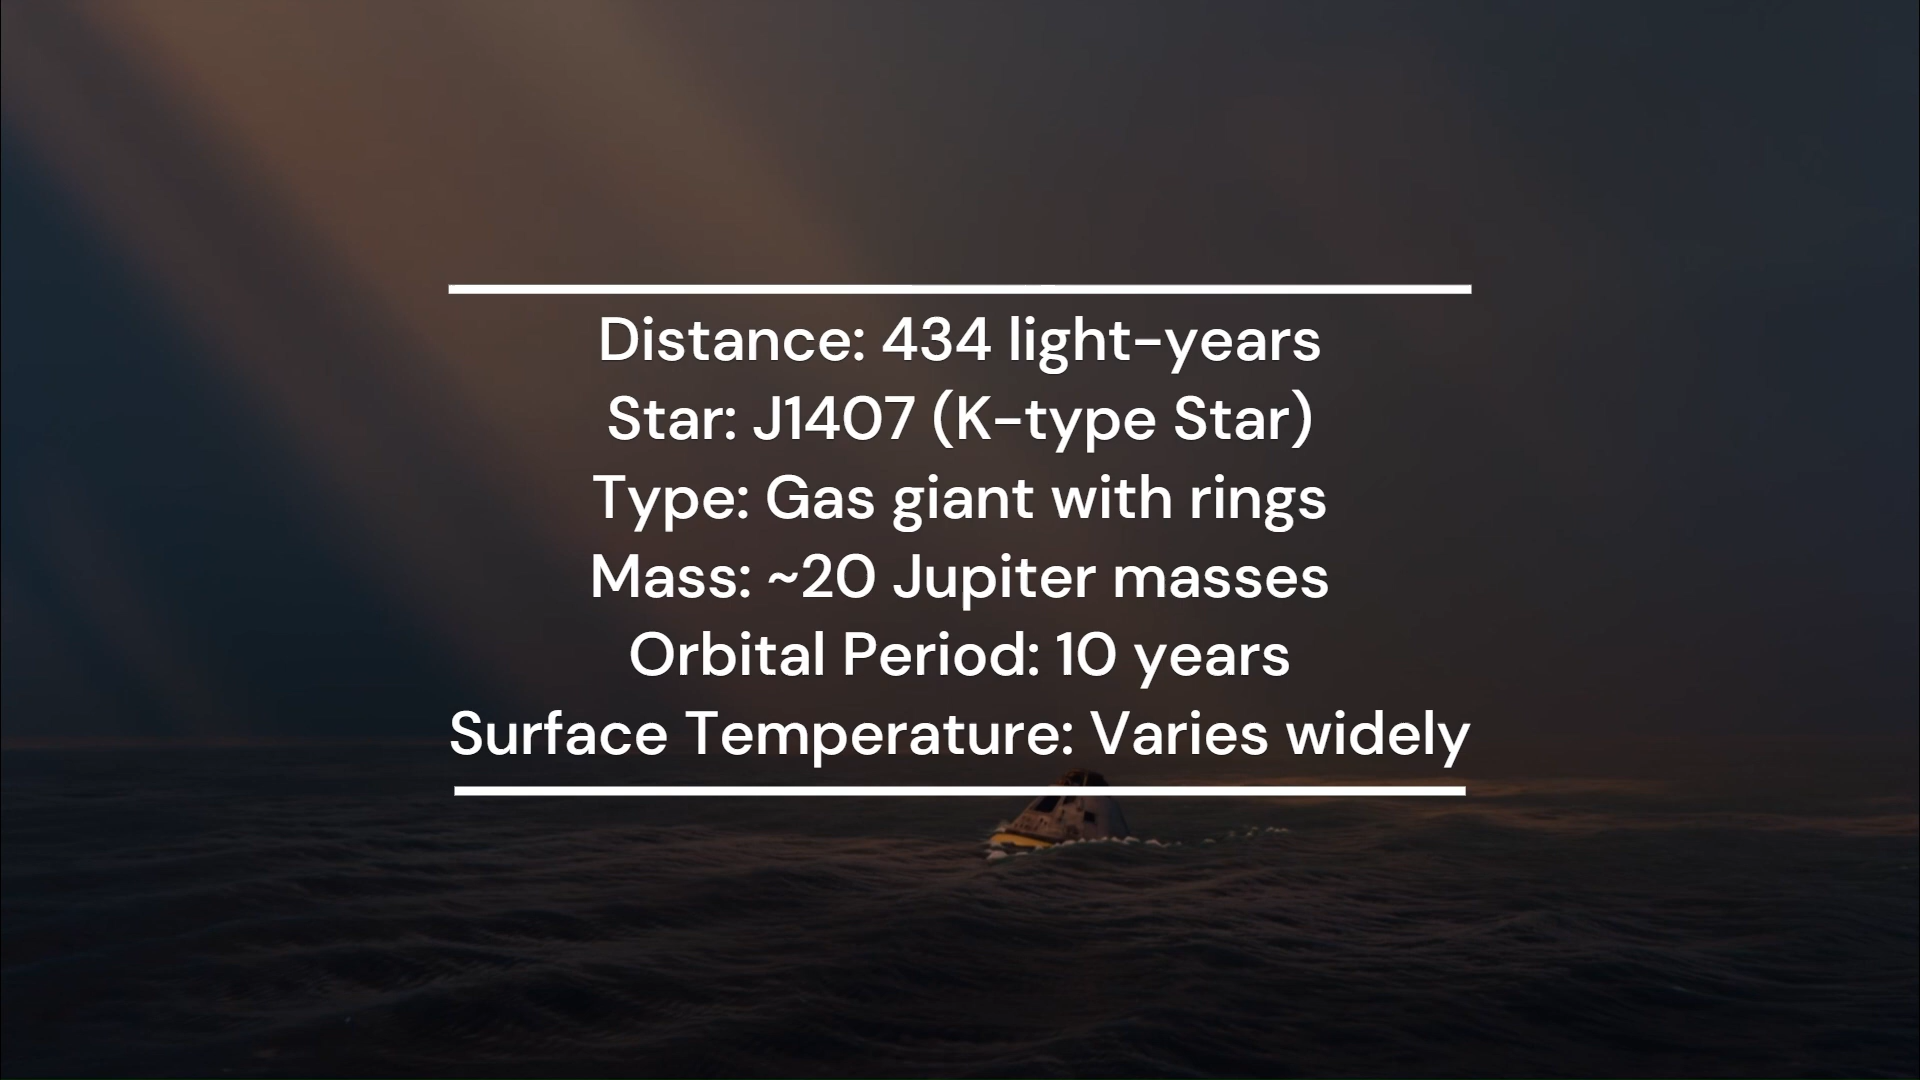 Distance: 434 light-years
Star: J1407 (K-type Star)
Type: Gas giant with rings
Mass: ~20 Jupiter masses
Orbital Period: 10 years
Surface Temperature: Varies widely